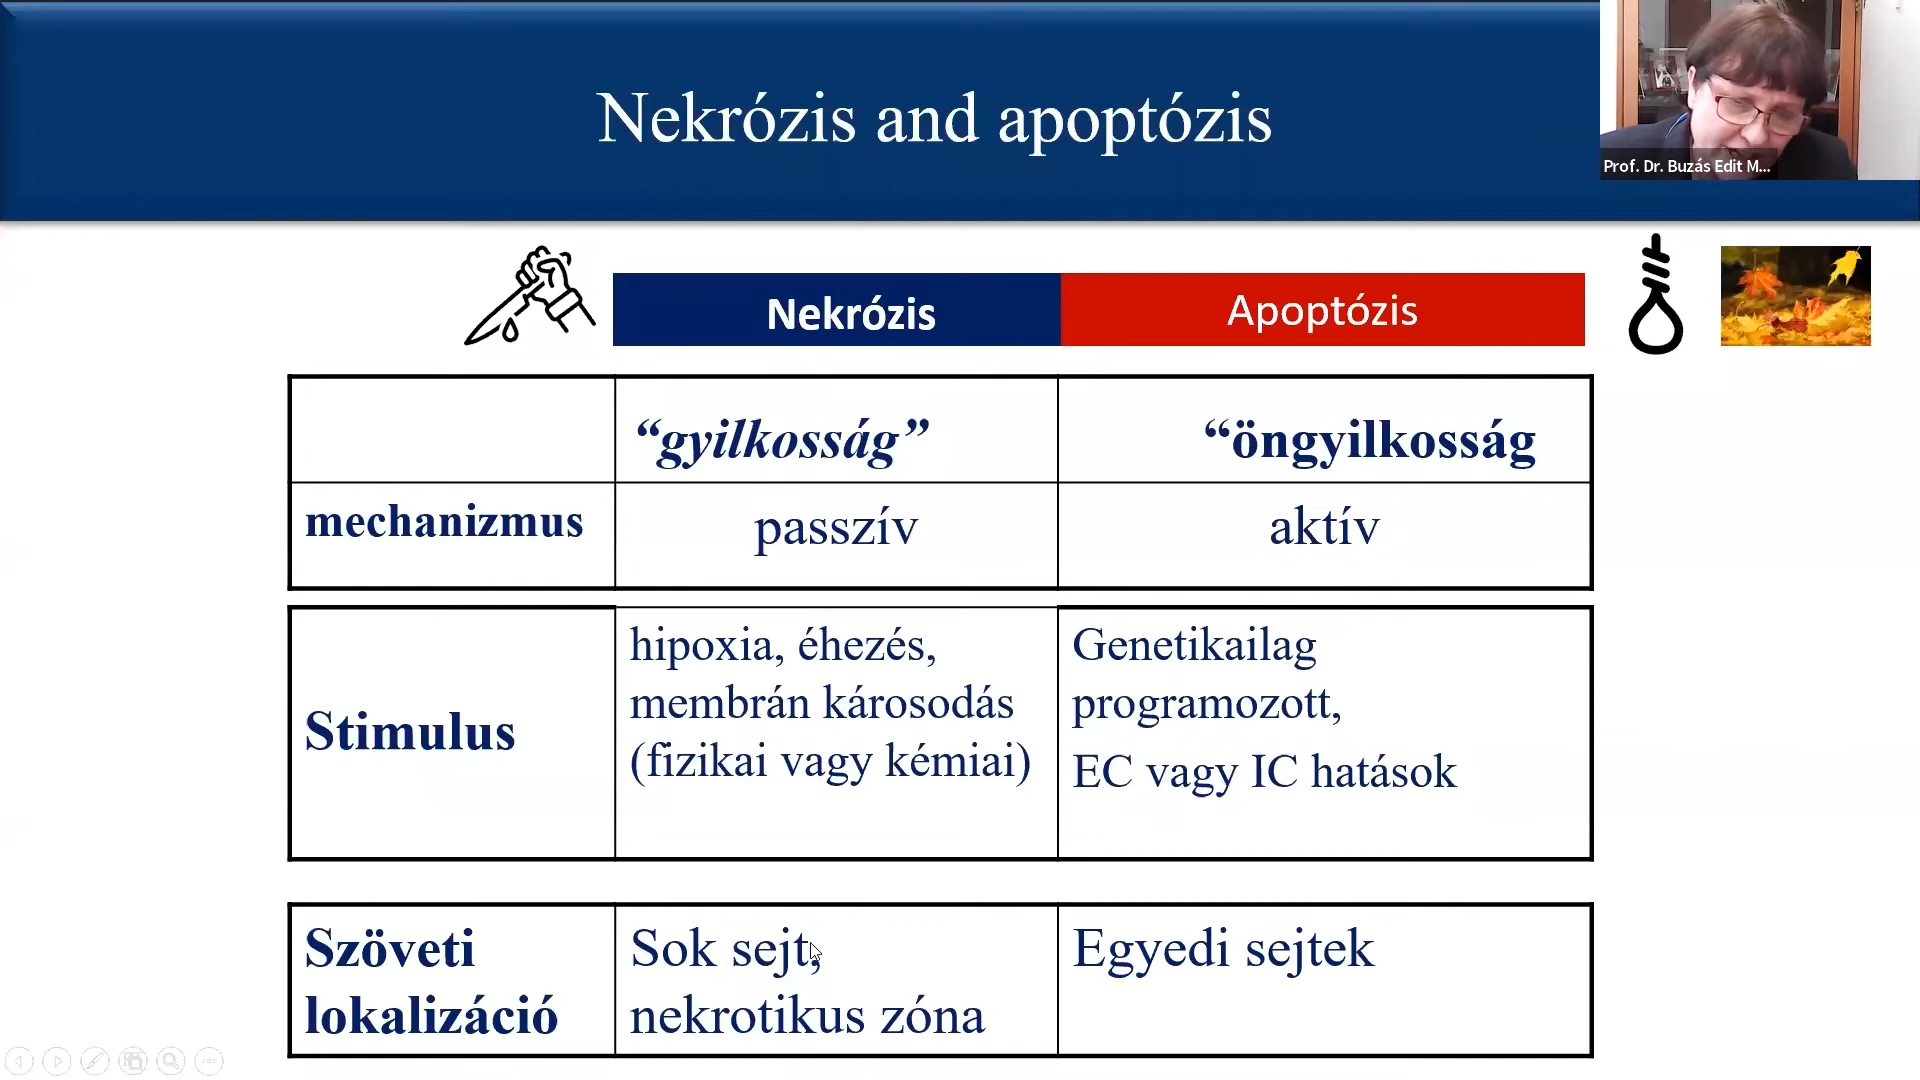 Nekrózis and apoptózis
Prof. Dr. Buzás Edit M...
Nekrózis
Apoptózis
“gyilkosság”
“öngyilkosság
mechanizmus
passzív
aktív
Stimulus
hipoxia, éhezés,
membrán károsodás
(fizikai vagy kémiai)
Genetikailag
programozott,
EC vagy IC hatások
Szöveti
lokalizáció
Sok sejt,
nekrotikus zóna
Egyedi sejtek